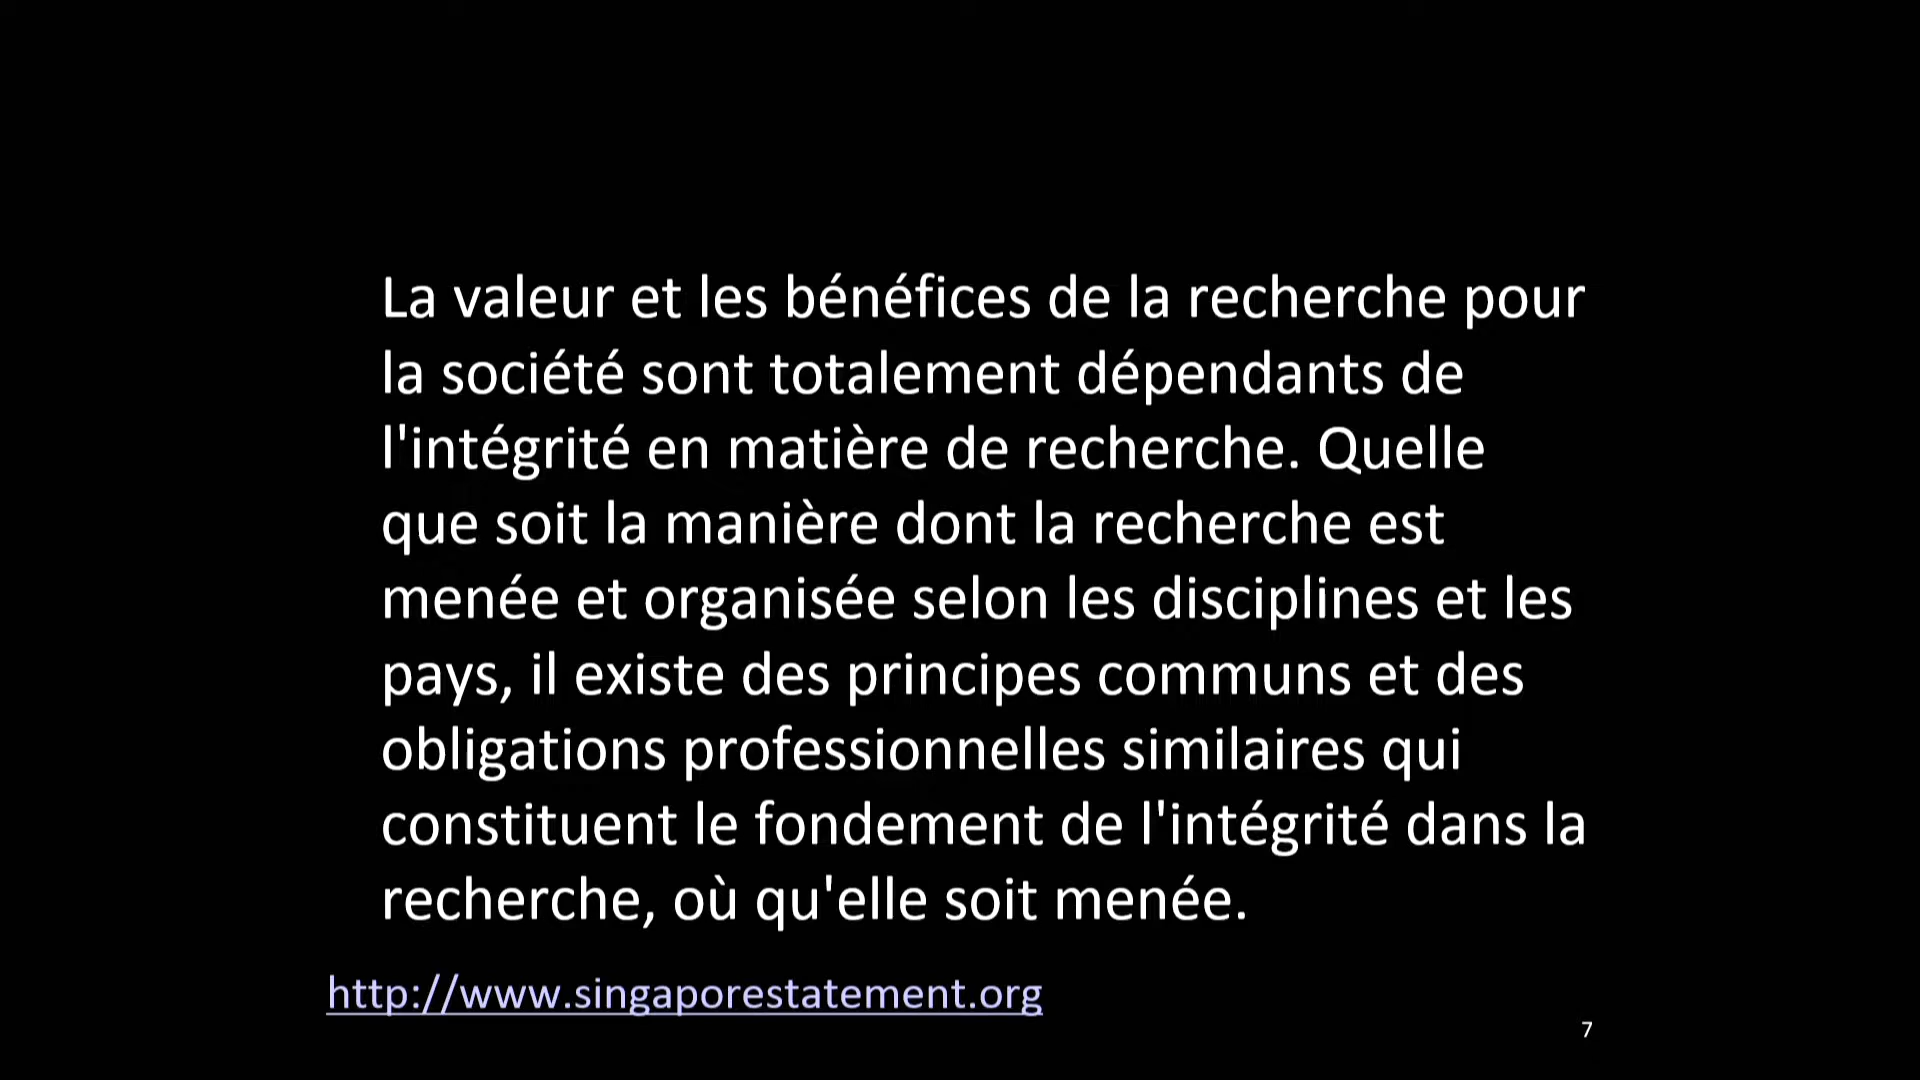 La valeur et les bénéfices de la recherche pour
la société sont totalement dépendants de
l'intégrité en matière de recherche. Quelle
que soit la manière dont la recherche est
menée et organisée selon les disciplines et les
pays, il existe des principes communs et des
obligations professionnelles similaires qui
constituent le fondement de l'intégrité dans la
recherche, où qu'elle soit menée.
http://www.singaporestatement.org
7